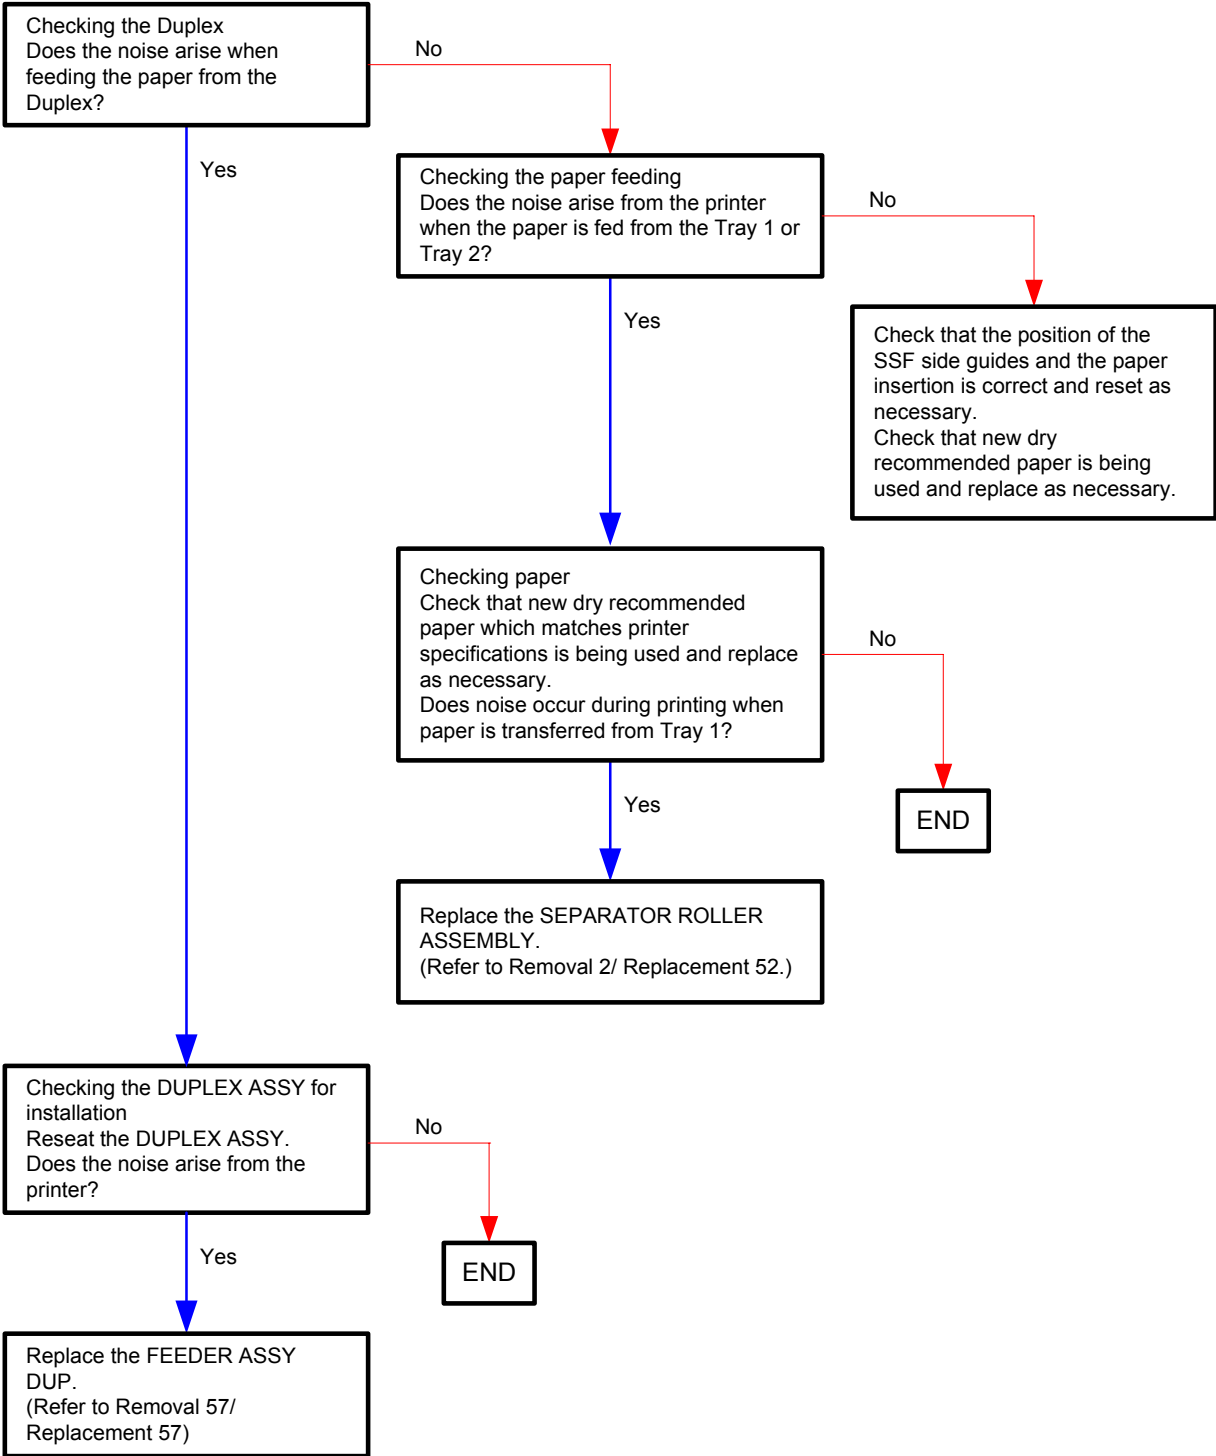 Checking the Duplex
Does the noise arise when
feeding the paper from the
Duplex?
No
Yes
Checking the paper feeding
Does the noise arise from the printer
when the paper is fed from the Tray 1 or
Tray 2?
No
Yes
Check that the position of the
SSF side guides and the paper
insertion is correct and reset as
necessary.
Check that new dry
recommended paper is being
used and replace as necessary.
Checking paper
Check that new dry recommended
paper which matches printer
specifications is being used and replace
as necessary.
Does noise occur during printing when
paper is transferred from Tray 1?
No
Yes
END
Replace the SEPARATOR ROLLER
ASSEMBLY.
(Refer to Removal 2/ Replacement 52.)
Checking the DUPLEX ASSY for
installation
Reseat the DUPLEX ASSY.
Does the noise arise from the
printer?
No
Yes
END
Replace the FEEDER ASSY
DUP.
(Refer to Removal 57/
Replacement 57)